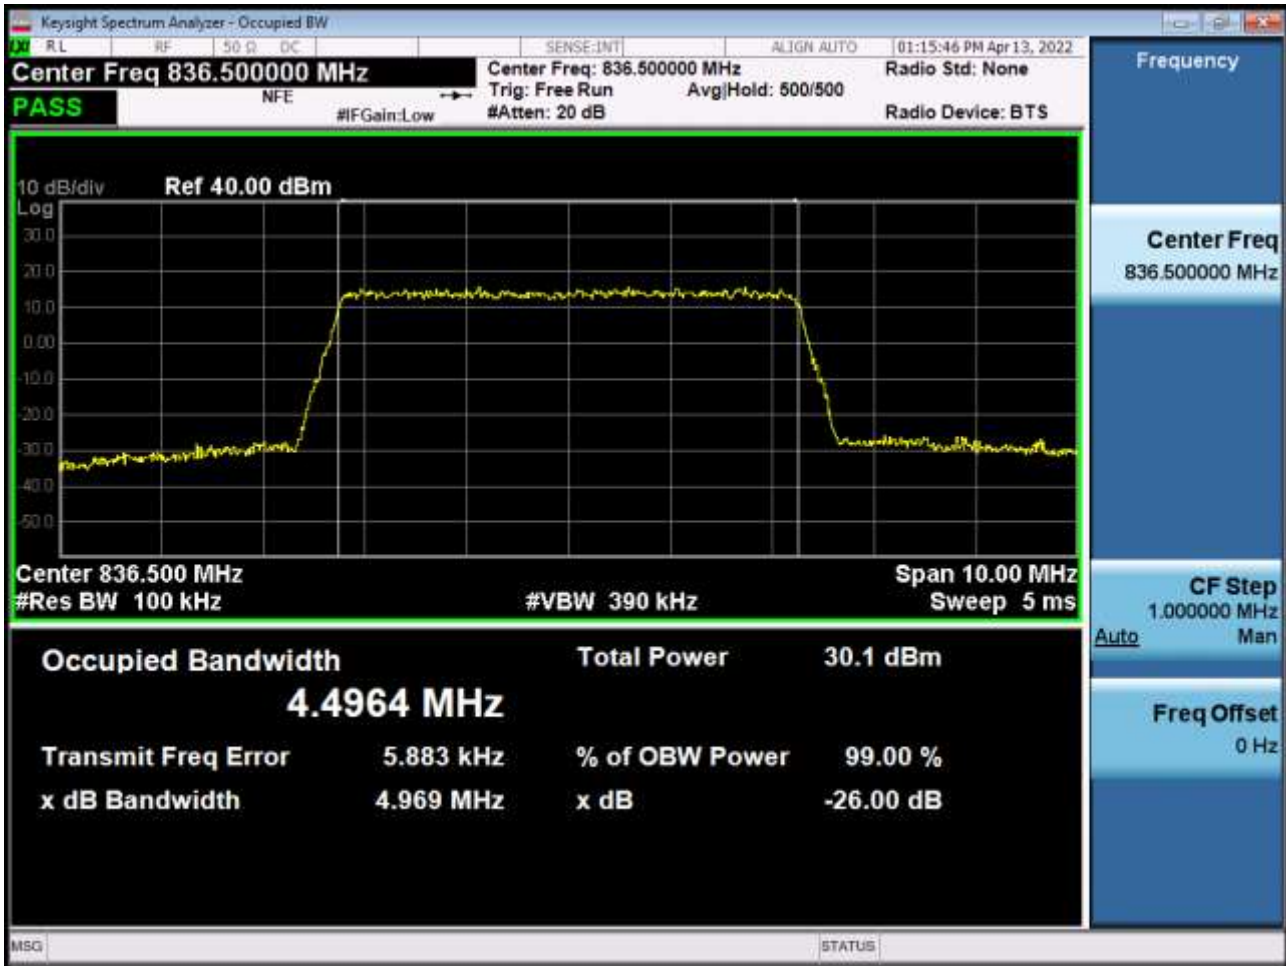 Keysight Spectrum Analyzer - Occupied BW
LXI RL RF 50 Ω DC SENSE:INT ALIGN AUTO 01:15:46 PM Apr 13, 2022
Center Freq 836.500000 MHz
Center Freq: 836.500000 MHz
Radio Std: None
NFE
Trig: Free Run Avg|Hold: 500/500
PASS
#IFGain:Low
#Atten: 20 dB
Radio Device: BTS
10 dB/div Ref 40.00 dBm
Log
30.0
20.0
10.0
0.00
-10.0
-20.0
-30.0
-40.0
-50.0
Center 836.500 MHz Span 10.00 MHz
#Res BW 100 kHz #VBW 390 kHz Sweep 5 ms
Occupied Bandwidth Total Power 30.1 dBm
4.4964 MHz
Transmit Freq Error 5.883 kHz % of OBW Power 99.00 %
x dB Bandwidth 4.969 MHz x dB -26.00 dB
Frequency
Center Freq
836.500000 MHz
CF Step
1.000000 MHz
Auto Man
Freq Offset
0 Hz
MSG STATUS